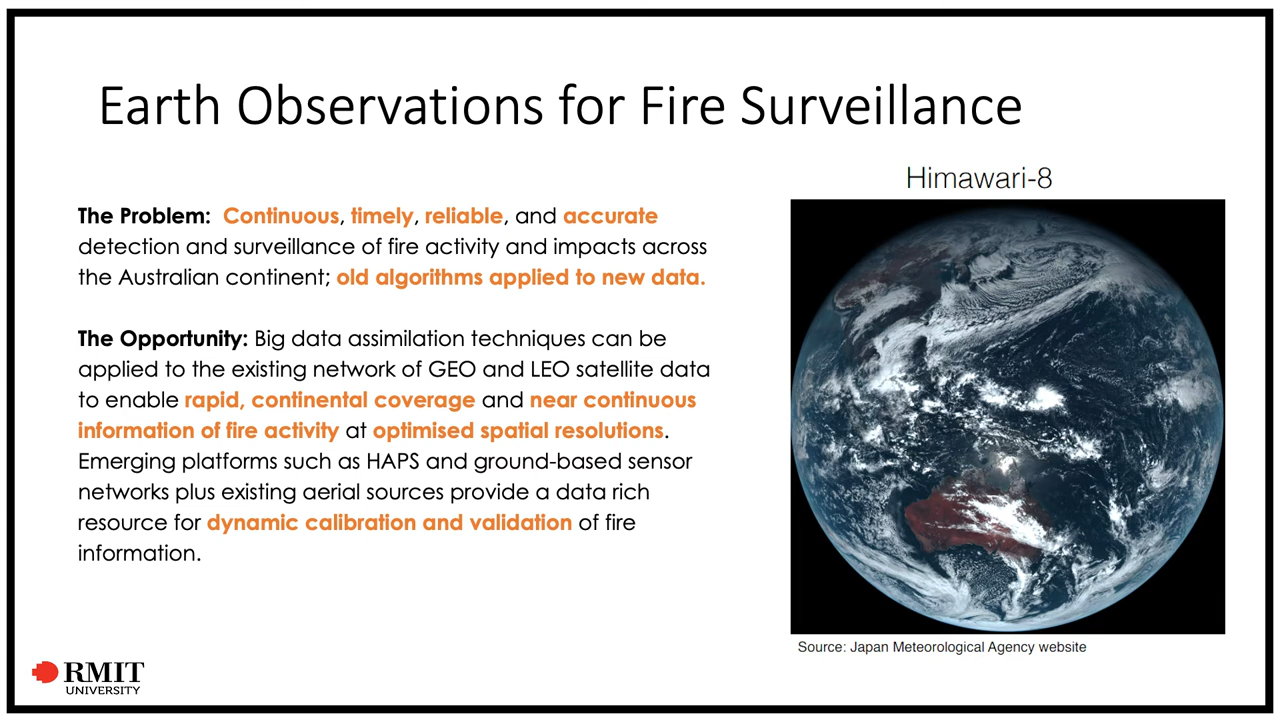 Earth Observations for Fire Surveillance
Himawari-8
The Problem: Continuous, timely, reliable, and accurate
detection and surveillance of fire activity and impacts across
the Australian continent; old algorithms applied to new data.
The Opportunity: Big data assimilation techniques can be
applied to the existing network of GEO and LEO satellite data
to enable rapid, continental coverage and near continuous
information of fire activity at optimised spatial resolutions.
Emerging platforms such as HAPS and ground-based sensor
networks plus existing aerial sources provide a data rich
resource for dynamic calibration and validation of fire
information.
Source: Japan Meteorological Agency website
RMIT
UNIVERSITY